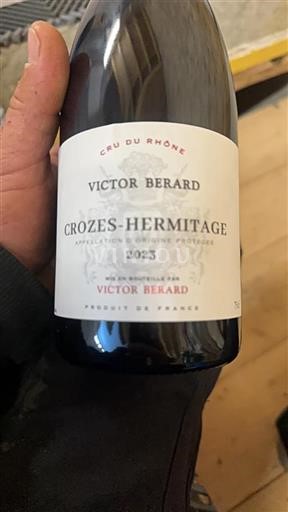 CRU DU RHÔNE
VICTOR BERARD
CROZES-HERMITAGE
APPELLATION D'ORIGINE PROTÉGÉE
2023
MIS EN BOUTEILLE PAR
VICTOR BERARD
PRODUIT DE FRANCE